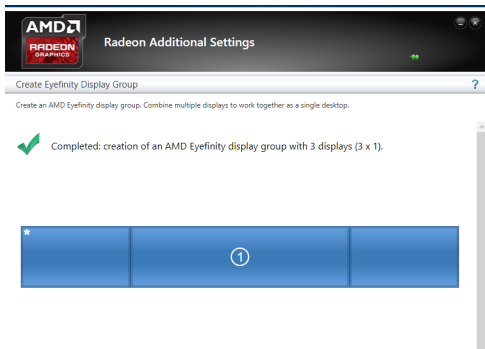 AMD
RADEON
GRAPHICS
Radeon Additional Settings
Create Eyefinity Display Group
?
Create an AMD Eyefinity display group. Combine multiple displays to work together as a single desktop.
Completed: creation of an AMD Eyefinity display group with 3 displays (3 x 1).
*
1